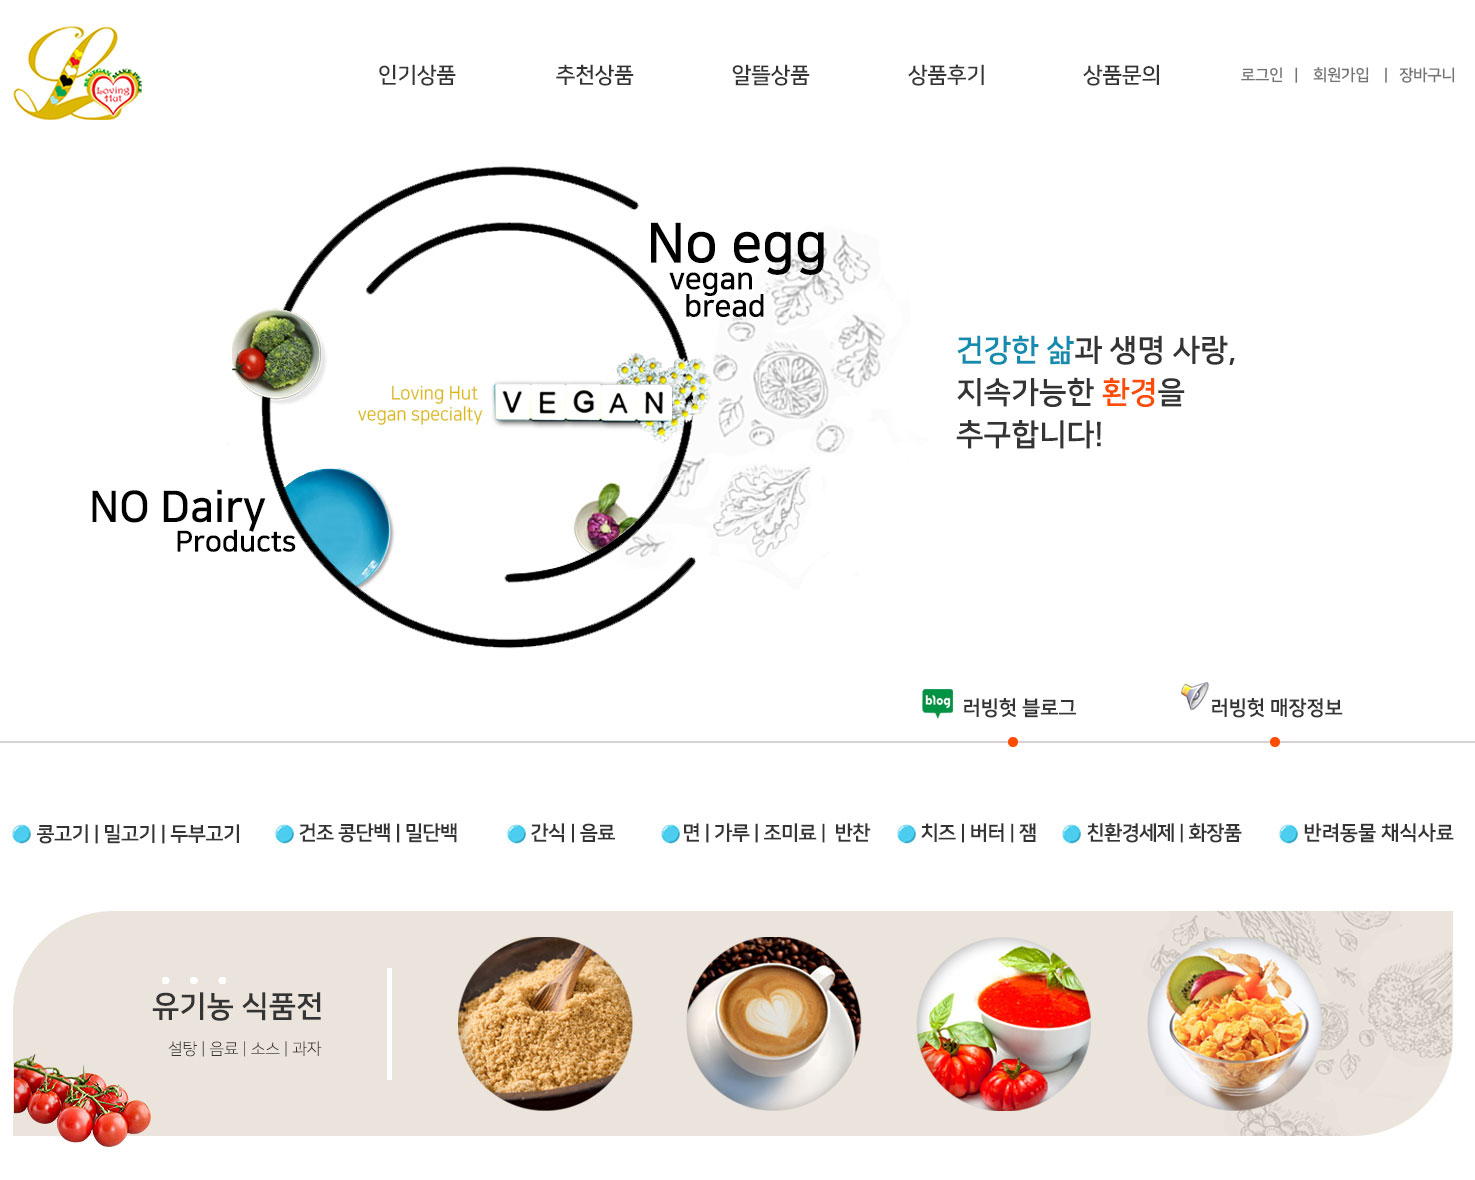 BE VEGAN MAKE PEACE
Loving
Hut
인기상품
추천상품
알뜰상품
상품후기
상품문의
로그인 | 회원가입 | 장바구니
No egg
vegan
bread
Loving Hut
vegan specialty
VEGAN
NO Dairy
Products
건강한 삶과 생명 사랑,
지속가능한 환경을
추구합니다!
blog 러빙헛 블로그
러빙헛 매장정보
콩고기 | 밀고기 | 두부고기
건조 콩단백 | 밀단백
간식 | 음료
면 | 가루 | 조미료 | 반찬
치즈 | 버터 | 잼
친환경세제 | 화장품
반려동물 채식사료
유기농 식품전
설탕 | 음료 | 소스 | 과자